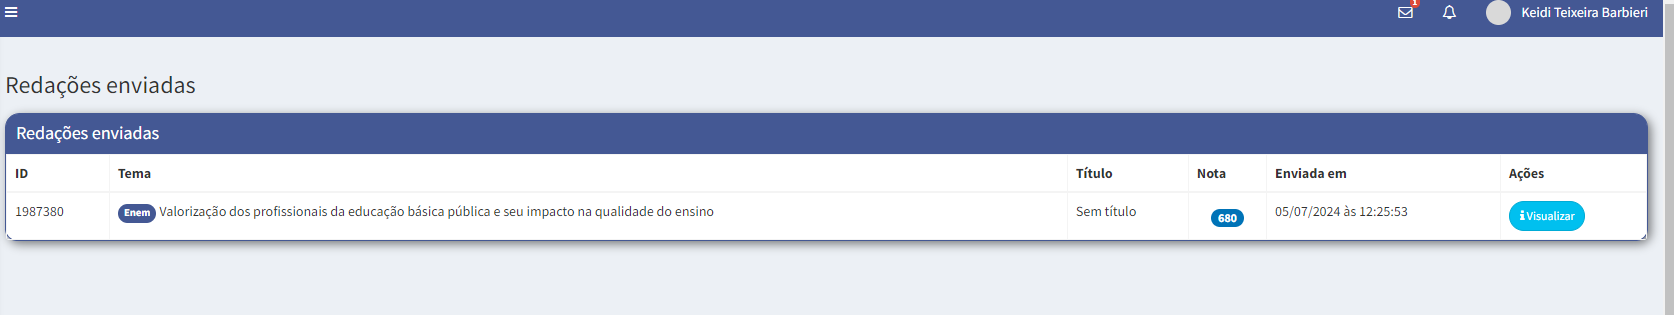 1
Keidi Teixeira Barbieri
Redações enviadas
Redações enviadas
ID Tema Título Nota Enviada em Ações
1987380 Enem Valorização dos profissionais da educação básica pública e seu impacto na qualidade do ensino Sem título 680 05/07/2024 às 12:25:53 Visualizar